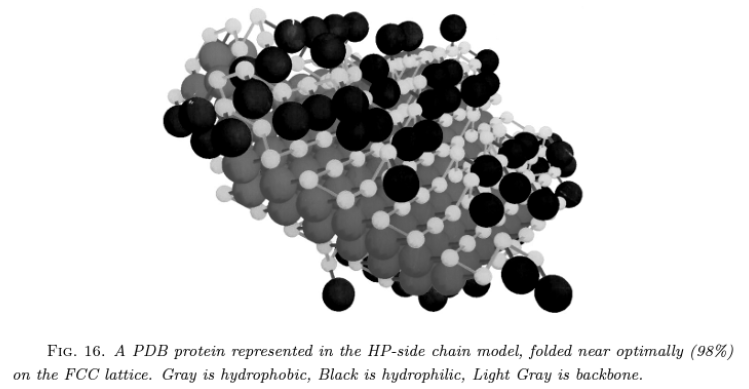 FIG. 16. A PDB protein represented in the HP-side chain model, folded near optimally (98%)
on the FCC lattice. Gray is hydrophobic, Black is hydrophilic, Light Gray is backbone.